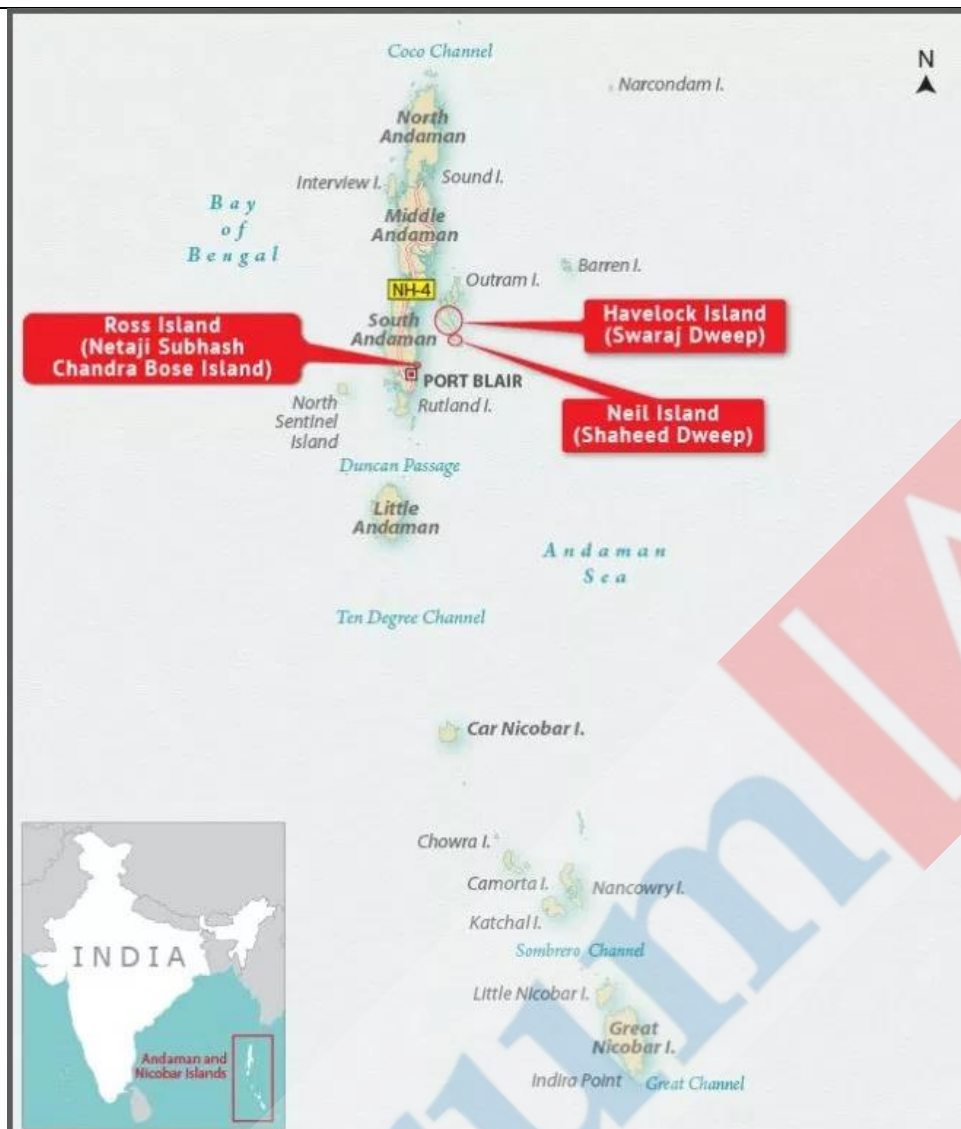 Coco Channel
N
Narcondam I.
North
Andaman
Interview I.
Sound I.
Bay
of
Bengal
Middle
Andaman
Barren I.
Outram I.
NH-4
Havelock Island
(Swaraj Dweep)
Ross Island
(Netaji Subhash
Chandra Bose Island)
South
Andaman
PORT BLAIR
Neil Island
(Shaheed Dweep)
North
Sentinel
Island
Rutland I.
Duncan Passage
Little
Andaman
Andaman
Sea
Ten Degree Channel
Car Nicobar I.
Chowra I.
Camorta I.
Nancowry I.
Katchal I.
Sombrero Channel
Little Nicobar I.
Great
Nicobar I.
Indira Point
Great Channel
INDIA
Andaman and
Nicobar Islands
um